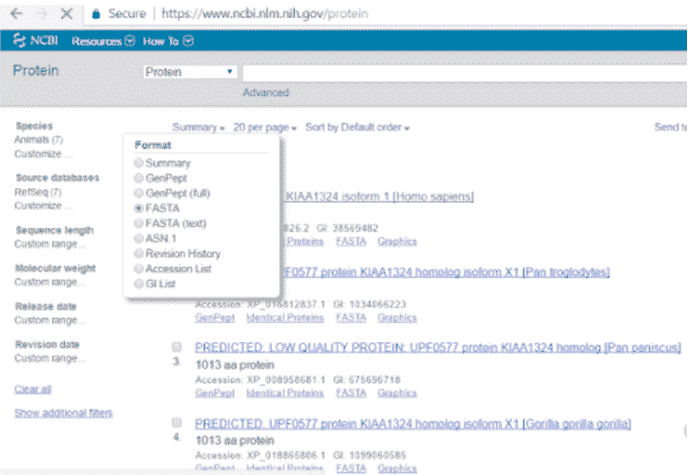 Secure | https://www.ncbi.nlm.nih.gov/protein
NCBI Resources How To
Protein Protein
Advanced
Species
Animals (7)
Customize ...
Source databases
RefSeq (7)
Customize ...
Sequence length
Custom range...
Molecular weight
Custom range...
Release date
Custom range...
Revision date
Custom range...
Clear all
Show additional filters
Summary 20 per page Sort by Default order Send to
Format
Summary
GenPept
GenPept (full)
FASTA
FASTA (text)
ASN.1
Revision History
Accession List
GI List
KIAA1324 isoform 1 [Homo sapiens]
826.2 GI: 38569482
Proteins FASTA Graphics
UPF0577 protein KIAA1324 homolog isoform X1 [Pan troglodytes]
Accession: XP_016812837.1 GI: 1034066223
GenPept Identical Proteins FASTA Graphics
PREDICTED: LOW QUALITY PROTEIN: UPF0577 protein KIAA1324 homolog [Pan paniscus]
3. 1013 aa protein
Accession: XP_008958681.1 GI: 675696718
GenPept Identical Proteins FASTA Graphics
PREDICTED: UPF0577 protein KIAA1324 homolog isoform X1 [Gorilla gorilla gorilla]
4. 1013 aa protein
Accession: XP_018865806.1 GI: 1099060585
GenPept Identical Proteins FASTA Graphics